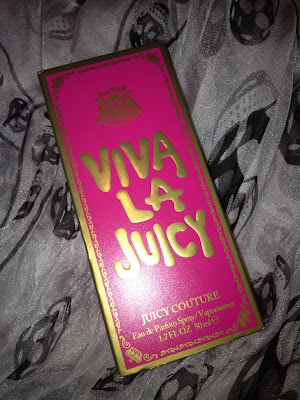 VIVA
LA
JUICY
JUICY COUTURE
Eau de Parfum Spray/Vaporisateur
1.7 FL OZ 50 ml e